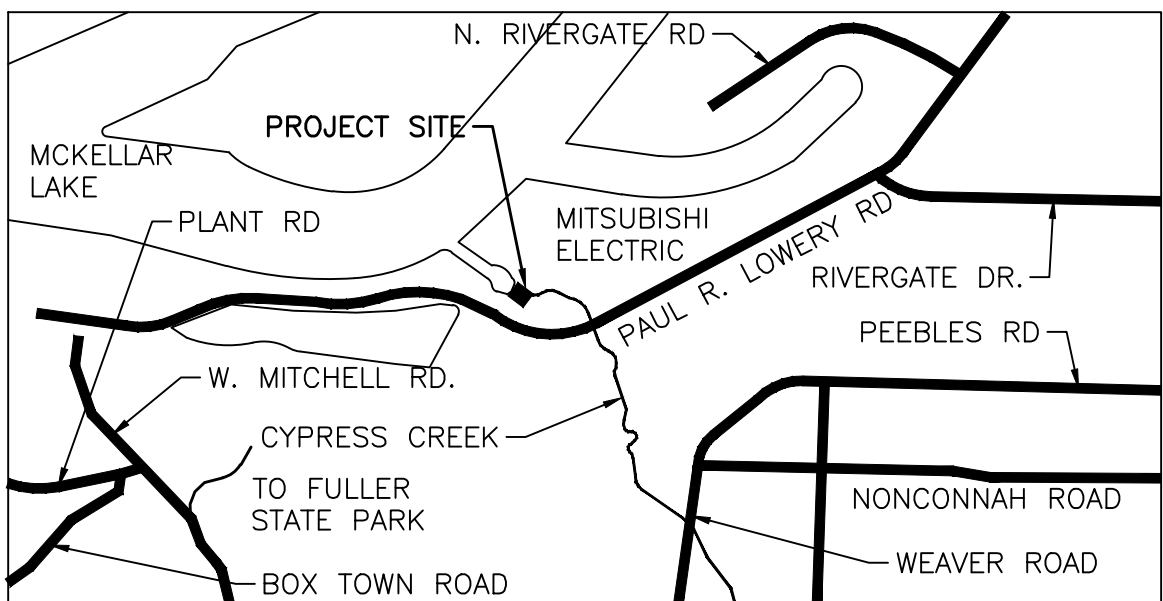 N. RIVERGATE RD
PROJECT SITE
MCKELLAR
LAKE
PLANT RD
MITSUBISHI
ELECTRIC
PAUL R. LOWERY RD
RIVERGATE DR.
PEEBLES RD
W. MITCHELL RD.
CYPRESS CREEK
TO FULLER
STATE PARK
NONCONNAH ROAD
WEAVER ROAD
BOX TOWN ROAD